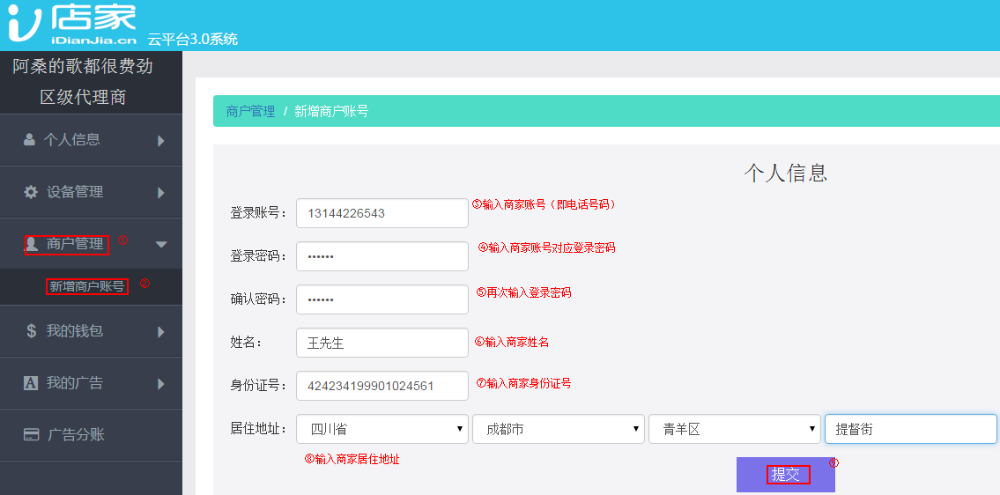 店家
iDianJia.cn 云平台3.0系统
阿桑的歌都很费劲
区级代理商
个人信息
设备管理
商户管理 ①
新增商户账号 ②
$ 我的钱包
A 我的广告
广告分账
商户管理 / 新增商户账号
个人信息
登录账号： 13144226543 ③输入商家账号（即电话号码）
登录密码： •••••• ④输入商家账号对应登录密码
确认密码： •••••• ⑤再次输入登录密码
姓名： 王先生 ⑥输入商家姓名
身份证号： 424234199901024561 ⑦输入商家身份证号
居住地址： 四川省 成都市 青羊区 提督街
⑧输入商家居住地址
提交 ⑨